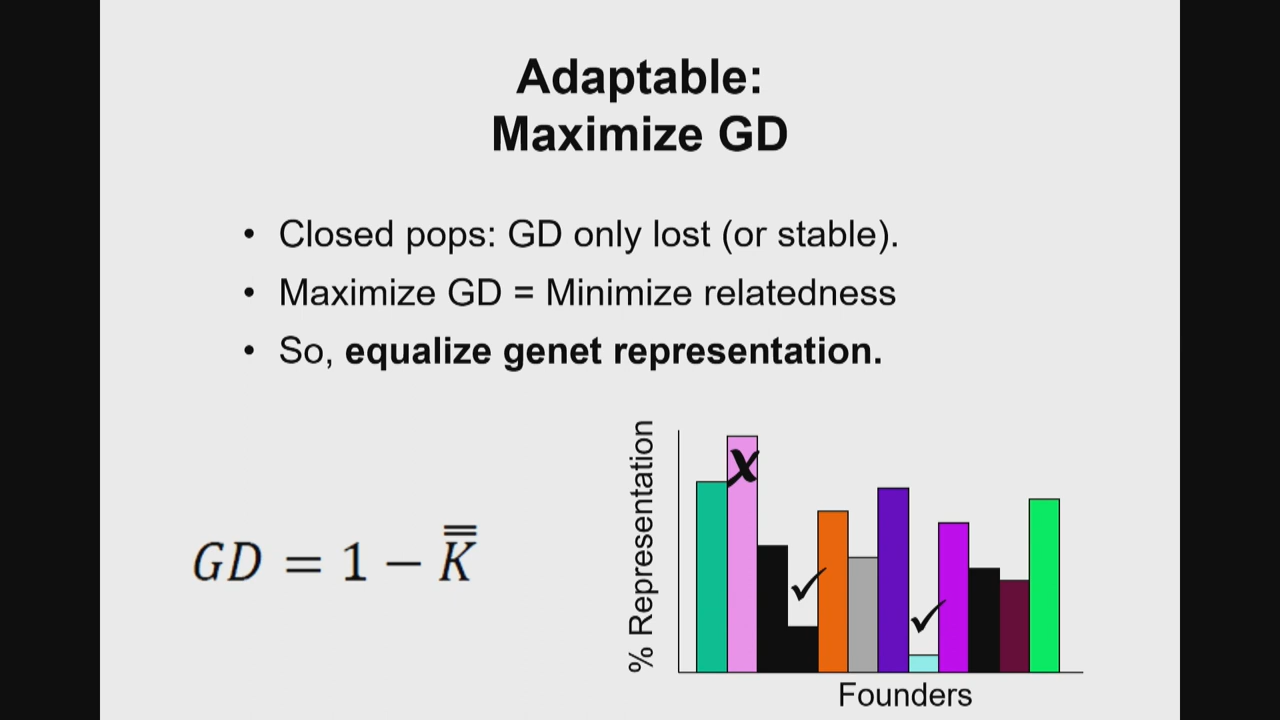 Adaptable:
Maximize GD
• Closed pops: GD only lost (or stable).
• Maximize GD = Minimize relatedness
• So, equalize genet representation.
GD = 1 − K̿
% Representation
x
✓
✓
Founders